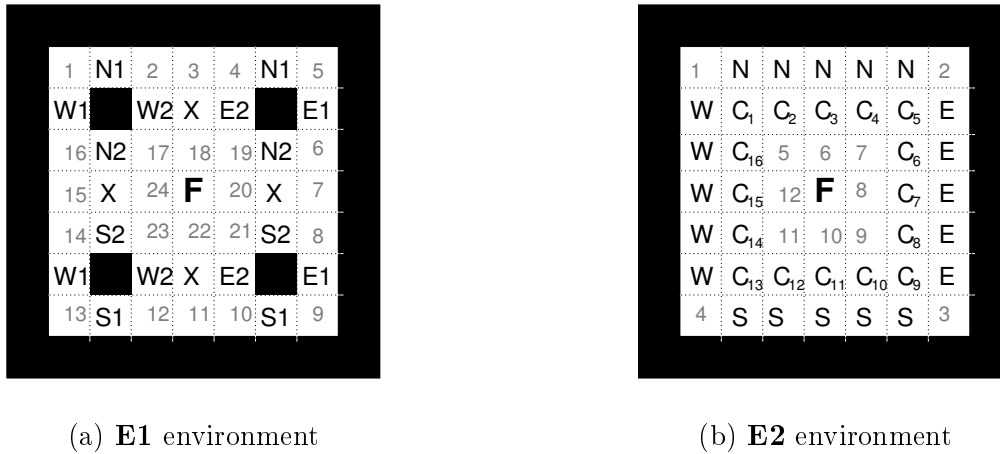 1 N1 2 3 4 N1 5
W1 W2 X E2 E1
16 N2 17 18 19 N2 6
15 X 24 F 20 X 7
14 S2 23 22 21 S2 8
W1 W2 X E2 E1
13 S1 12 11 10 S1 9
(a) E1 environment
1 N N N N N 2
W C1 C2 C3 C4 C5 E
W C16 5 6 7 C6 E
W C15 12 F 8 C7 E
W C14 11 10 9 C8 E
W C13 C12 C11 C10 C9 E
4 S S S S S 3
(b) E2 environment